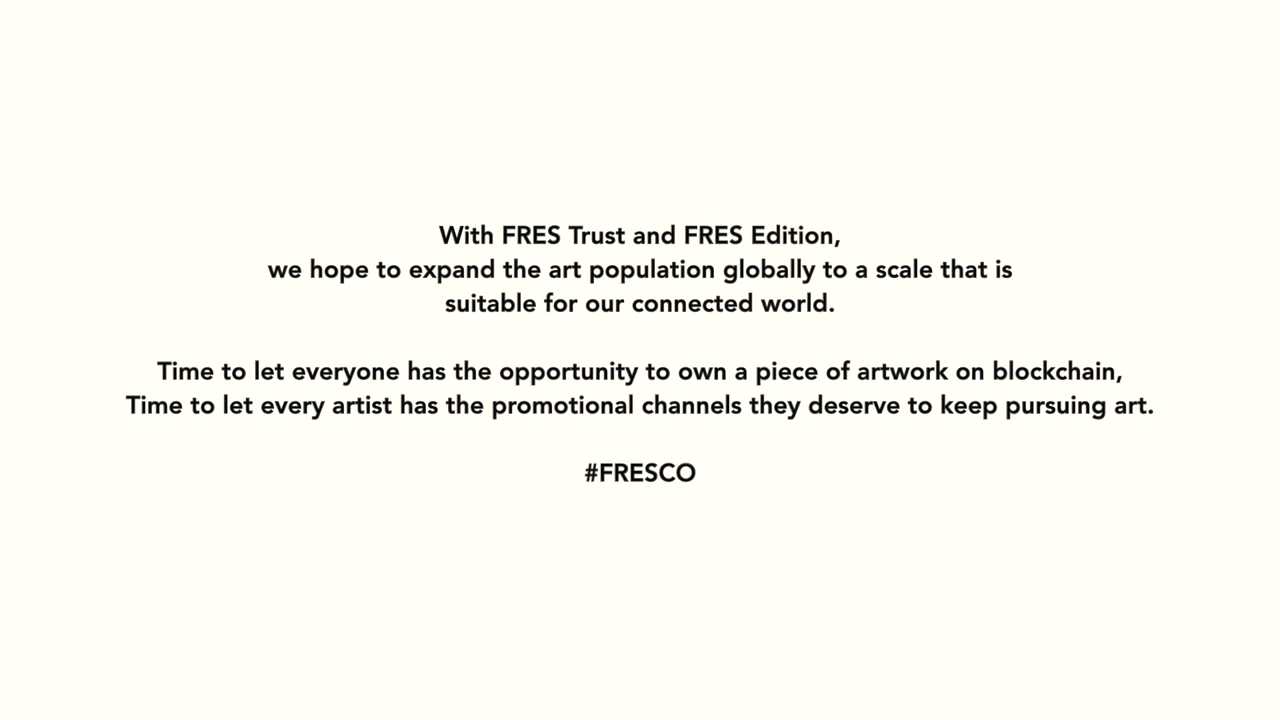 With FRES Trust and FRES Edition,
we hope to expand the art population globally to a scale that is
suitable for our connected world.
Time to let everyone has the opportunity to own a piece of artwork on blockchain,
Time to let every artist has the promotional channels they deserve to keep pursuing art.
#FRESCO